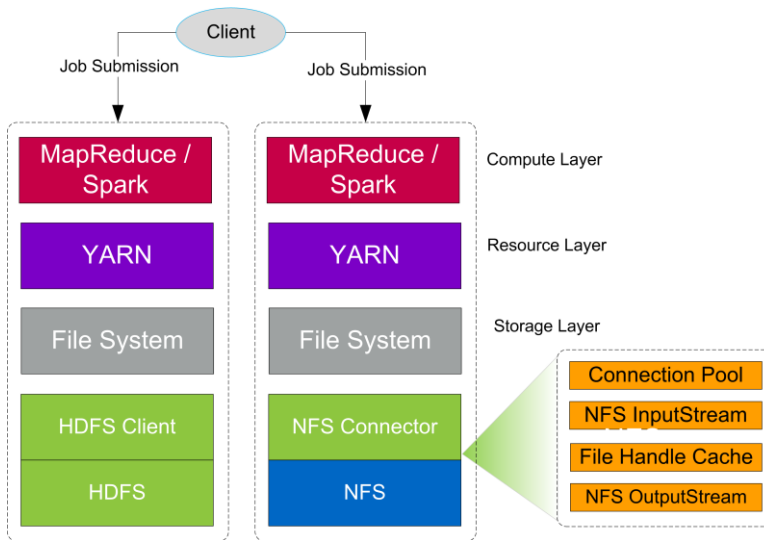 Client
Job Submission
Job Submission
MapReduce /
Spark
MapReduce /
Spark
Compute Layer
YARN
YARN
Resource Layer
File System
File System
Storage Layer
HDFS Client
NFS Connector
HDFS
NFS
Connection Pool
NFS InputStream
File Handle Cache
NFS OutputStream